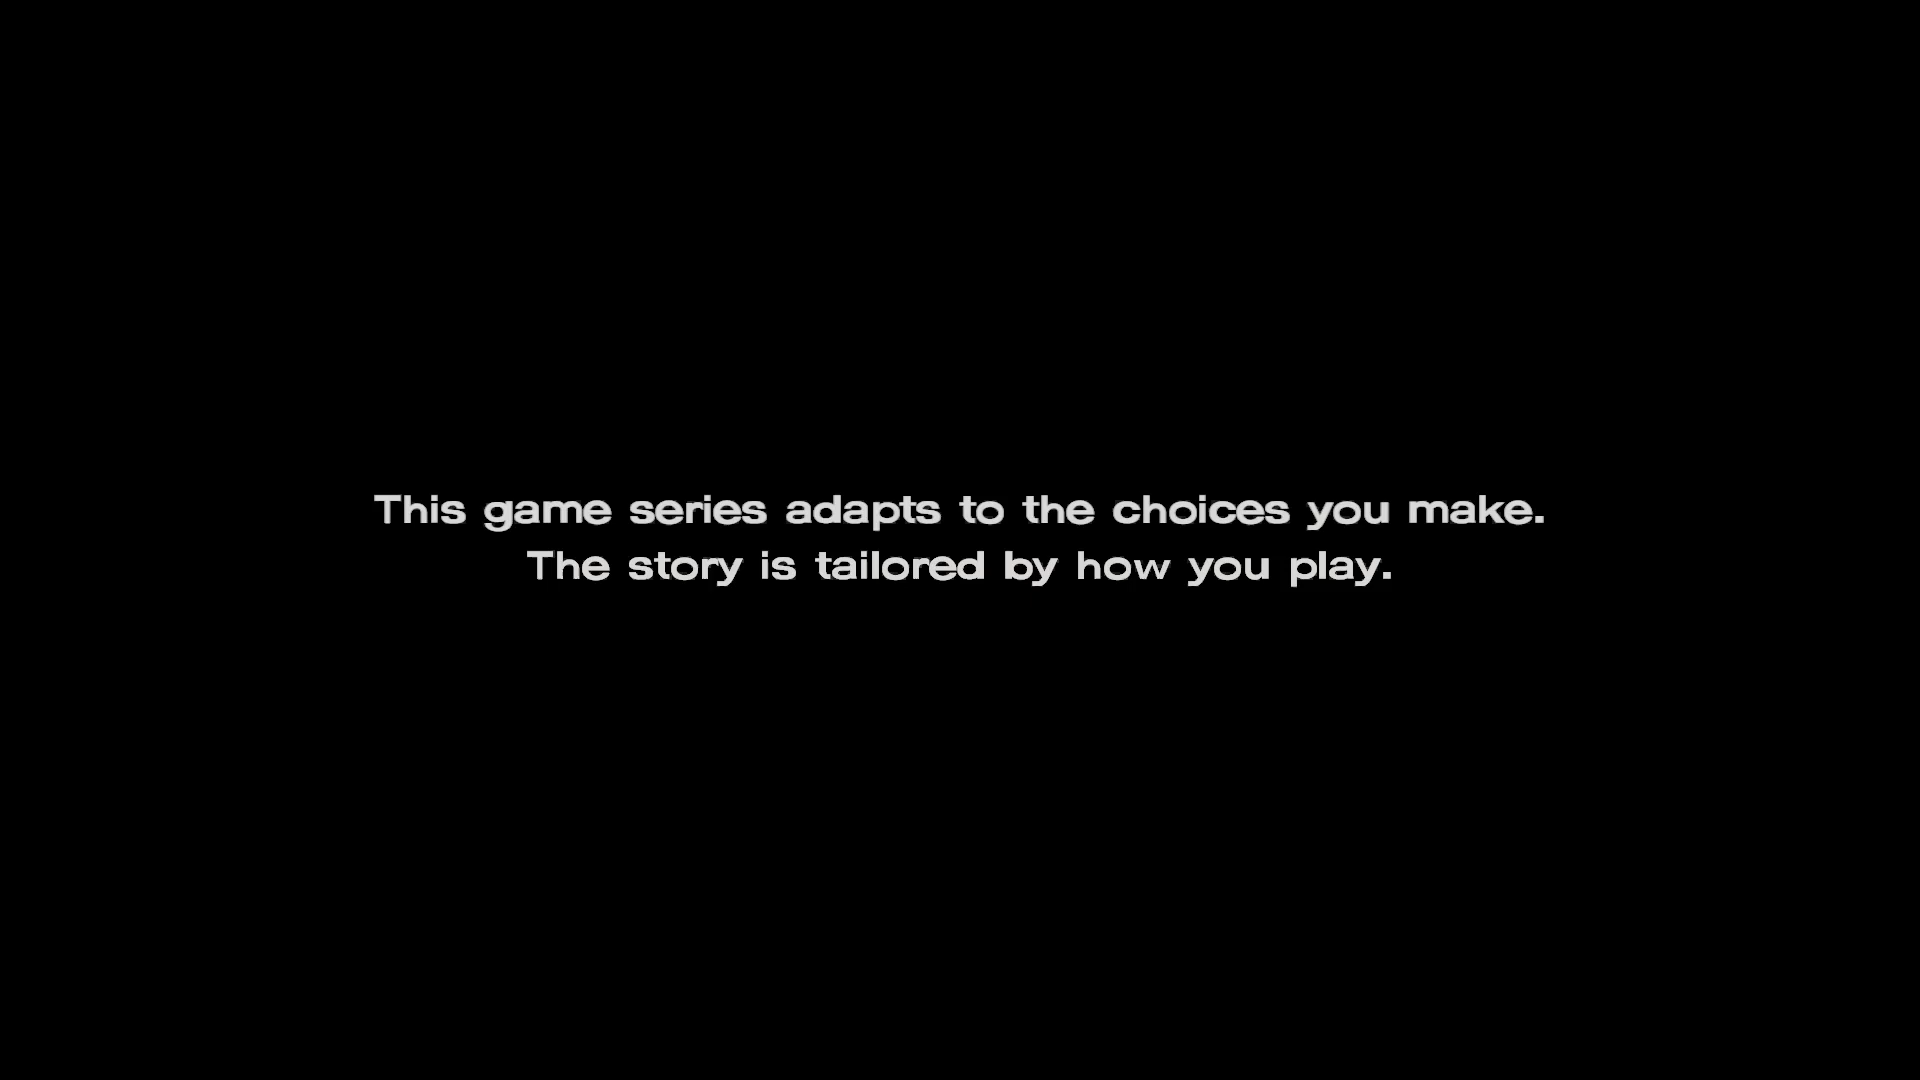 This game series adapts to the choices you make.
The story is tailored by how you play.